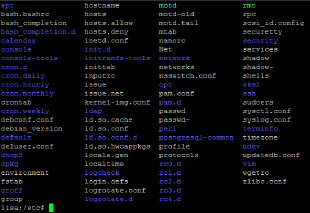 apt hostname motd rmt
bash.bashrc hosts motd-old rpc
bash_completion hosts.allow motd.tail scsi_id.config
bash_completion.d hosts.deny mtab securetty
calendar inetd.conf nanorc security
console init.d Net services
console-tools initramfs-tools network shadow
cron.d inittab networks shadow-
cron.daily inputrc nsswitch.conf shells
cron.hourly issue opt skel
cron.monthly issue.net pam.conf ssh
crontab kernel-img.conf pam.d sudoers
cron.weekly ldap passwd sysctl.conf
debconf.conf ld.so.cache passwd- syslog.conf
debian_version ld.so.conf perl terminfo
default ld.so.conf.d postgresql-common timezone
deluser.conf ld.so.hwcappkgs profile udev
dhcp3 locale.gen protocols updatedb.conf
dpkg localtime rc0.d vim
environment logcheck rc1.d wgetrc
fstab login.defs rc2.d zlibc.conf
groff logrotate.conf rc3.d
group logrotate.d rc4.d
lisa:/etc#